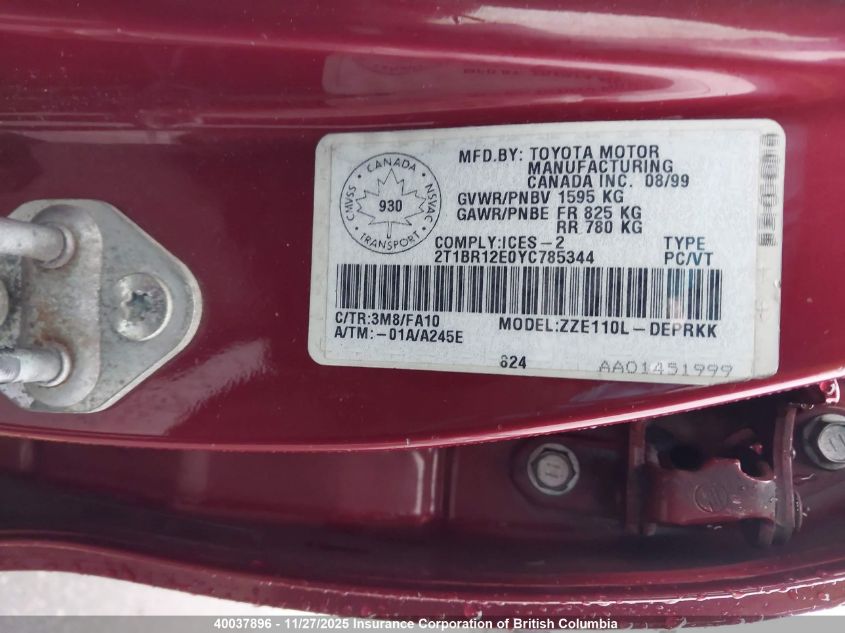 MFD.BY: TOYOTA MOTOR
MANUFACTURING
CANADA INC. 08/99
GVWR/PNBV 1595 KG
GAWR/PNBE FR 825 KG
RR 780 KG
CANADA
CMVSS
NSVAC
930
TRANSPORT
COMPLY:ICES-2 TYPE
2T1BR12E0YC785344 PC/VT
C/TR:3M8/FA10 MODEL:ZZE110L-DEPRKK
A/TM:-01A/A245E
624 AA01451999
40037896 - 11/27/2025 Insurance Corporation of British Columbia